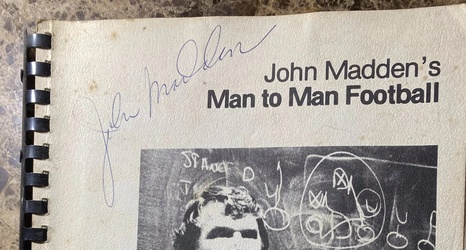 John Madden
John Madden's
Man to Man Football